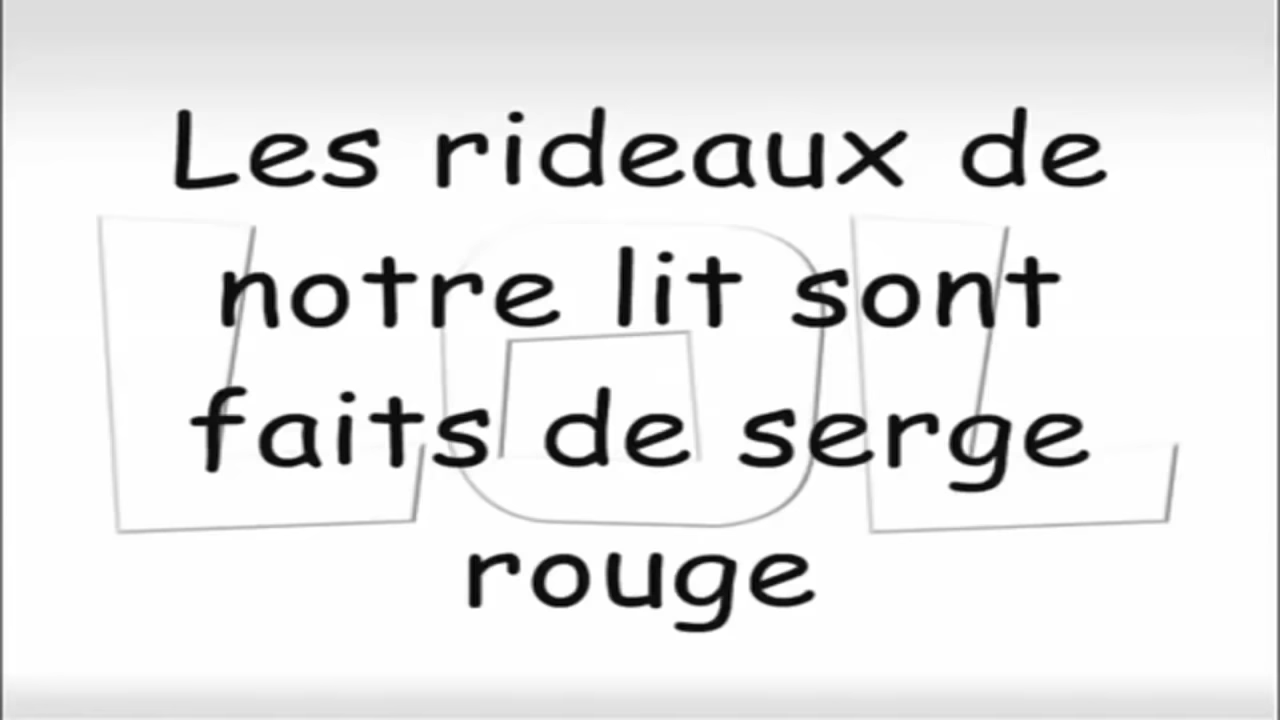 Les rideaux de
notre lit sont
faits de serge
rouge
LOL